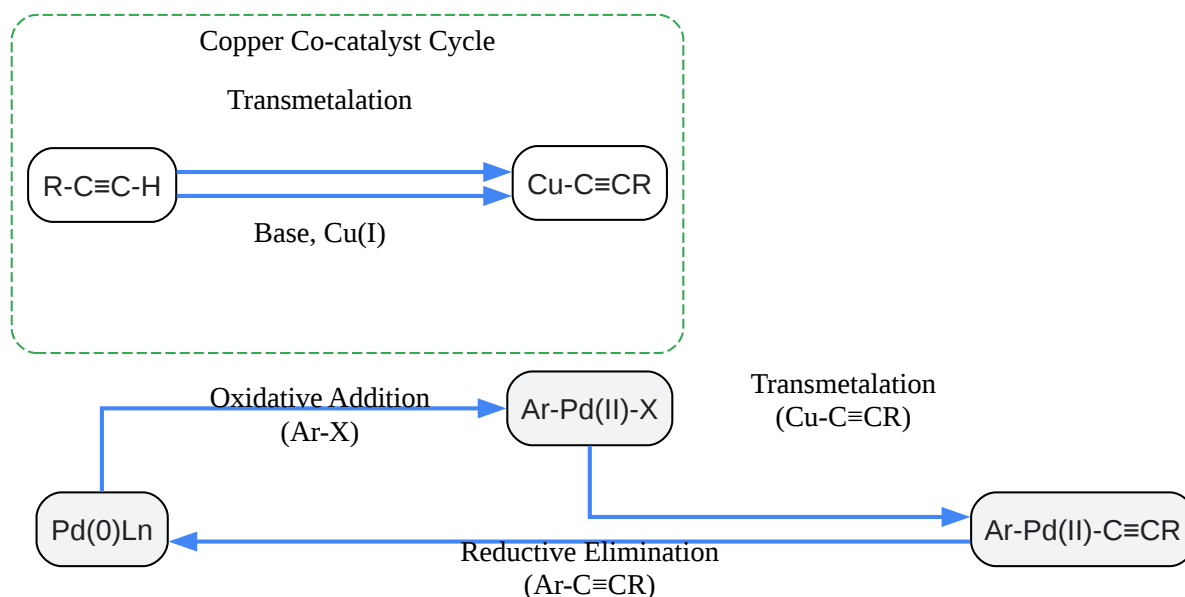 Copper Co-catalyst Cycle
Transmetalation
R-C≡C-H
Cu-C≡CR
Base, Cu(I)
Oxidative Addition
(Ar-X)
Ar-Pd(II)-X
Transmetalation
(Cu-C≡CR)
Pd(0)Ln
Ar-Pd(II)-C≡CR
Reductive Elimination
(Ar-C≡CR)